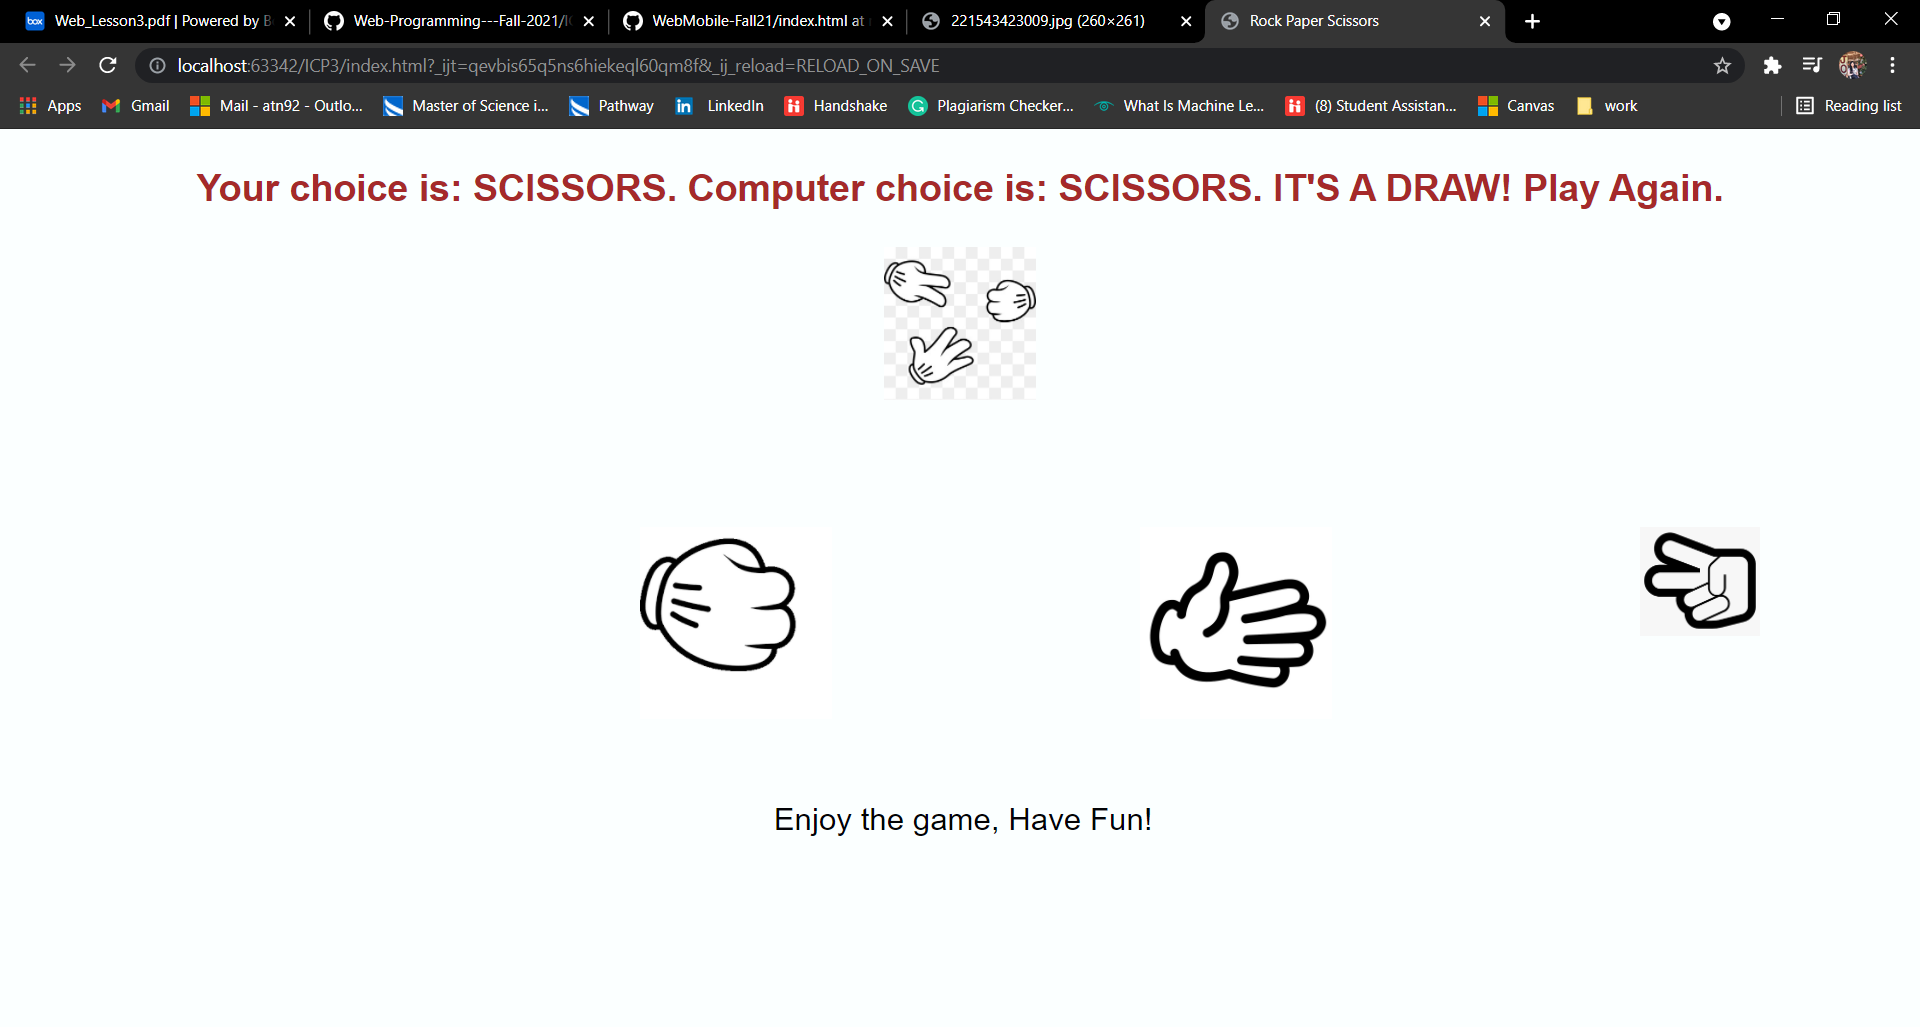 Web_Lesson3.pdf | Powered by B
Web-Programming---Fall-2021/I
WebMobile-Fall21/index.html at
221543423009.jpg (260×261)
Rock Paper Scissors
localhost:63342/ICP3/index.html?_ijt=qevbis65q5ns6hiekeql60qm8f&_ij_reload=RELOAD_ON_SAVE
Apps
Gmail
Mail - atn92 - Outlo...
Master of Science i...
Pathway
LinkedIn
Handshake
Plagiarism Checker...
What Is Machine Le...
(8) Student Assistan...
Canvas
work
Reading list
Your choice is: SCISSORS. Computer choice is: SCISSORS. IT'S A DRAW! Play Again.
Enjoy the game, Have Fun!